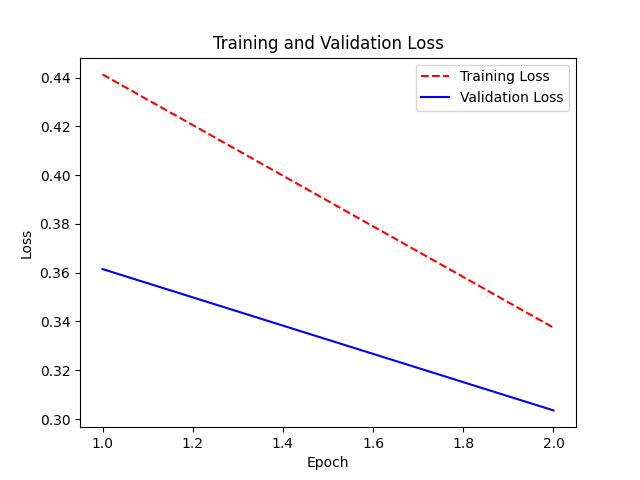 Training and Validation Loss
Training Loss
Validation Loss
0.44
0.42
0.40
0.38
0.36
0.34
0.32
0.30
Loss
1.0 1.2 1.4 1.6 1.8 2.0
Epoch